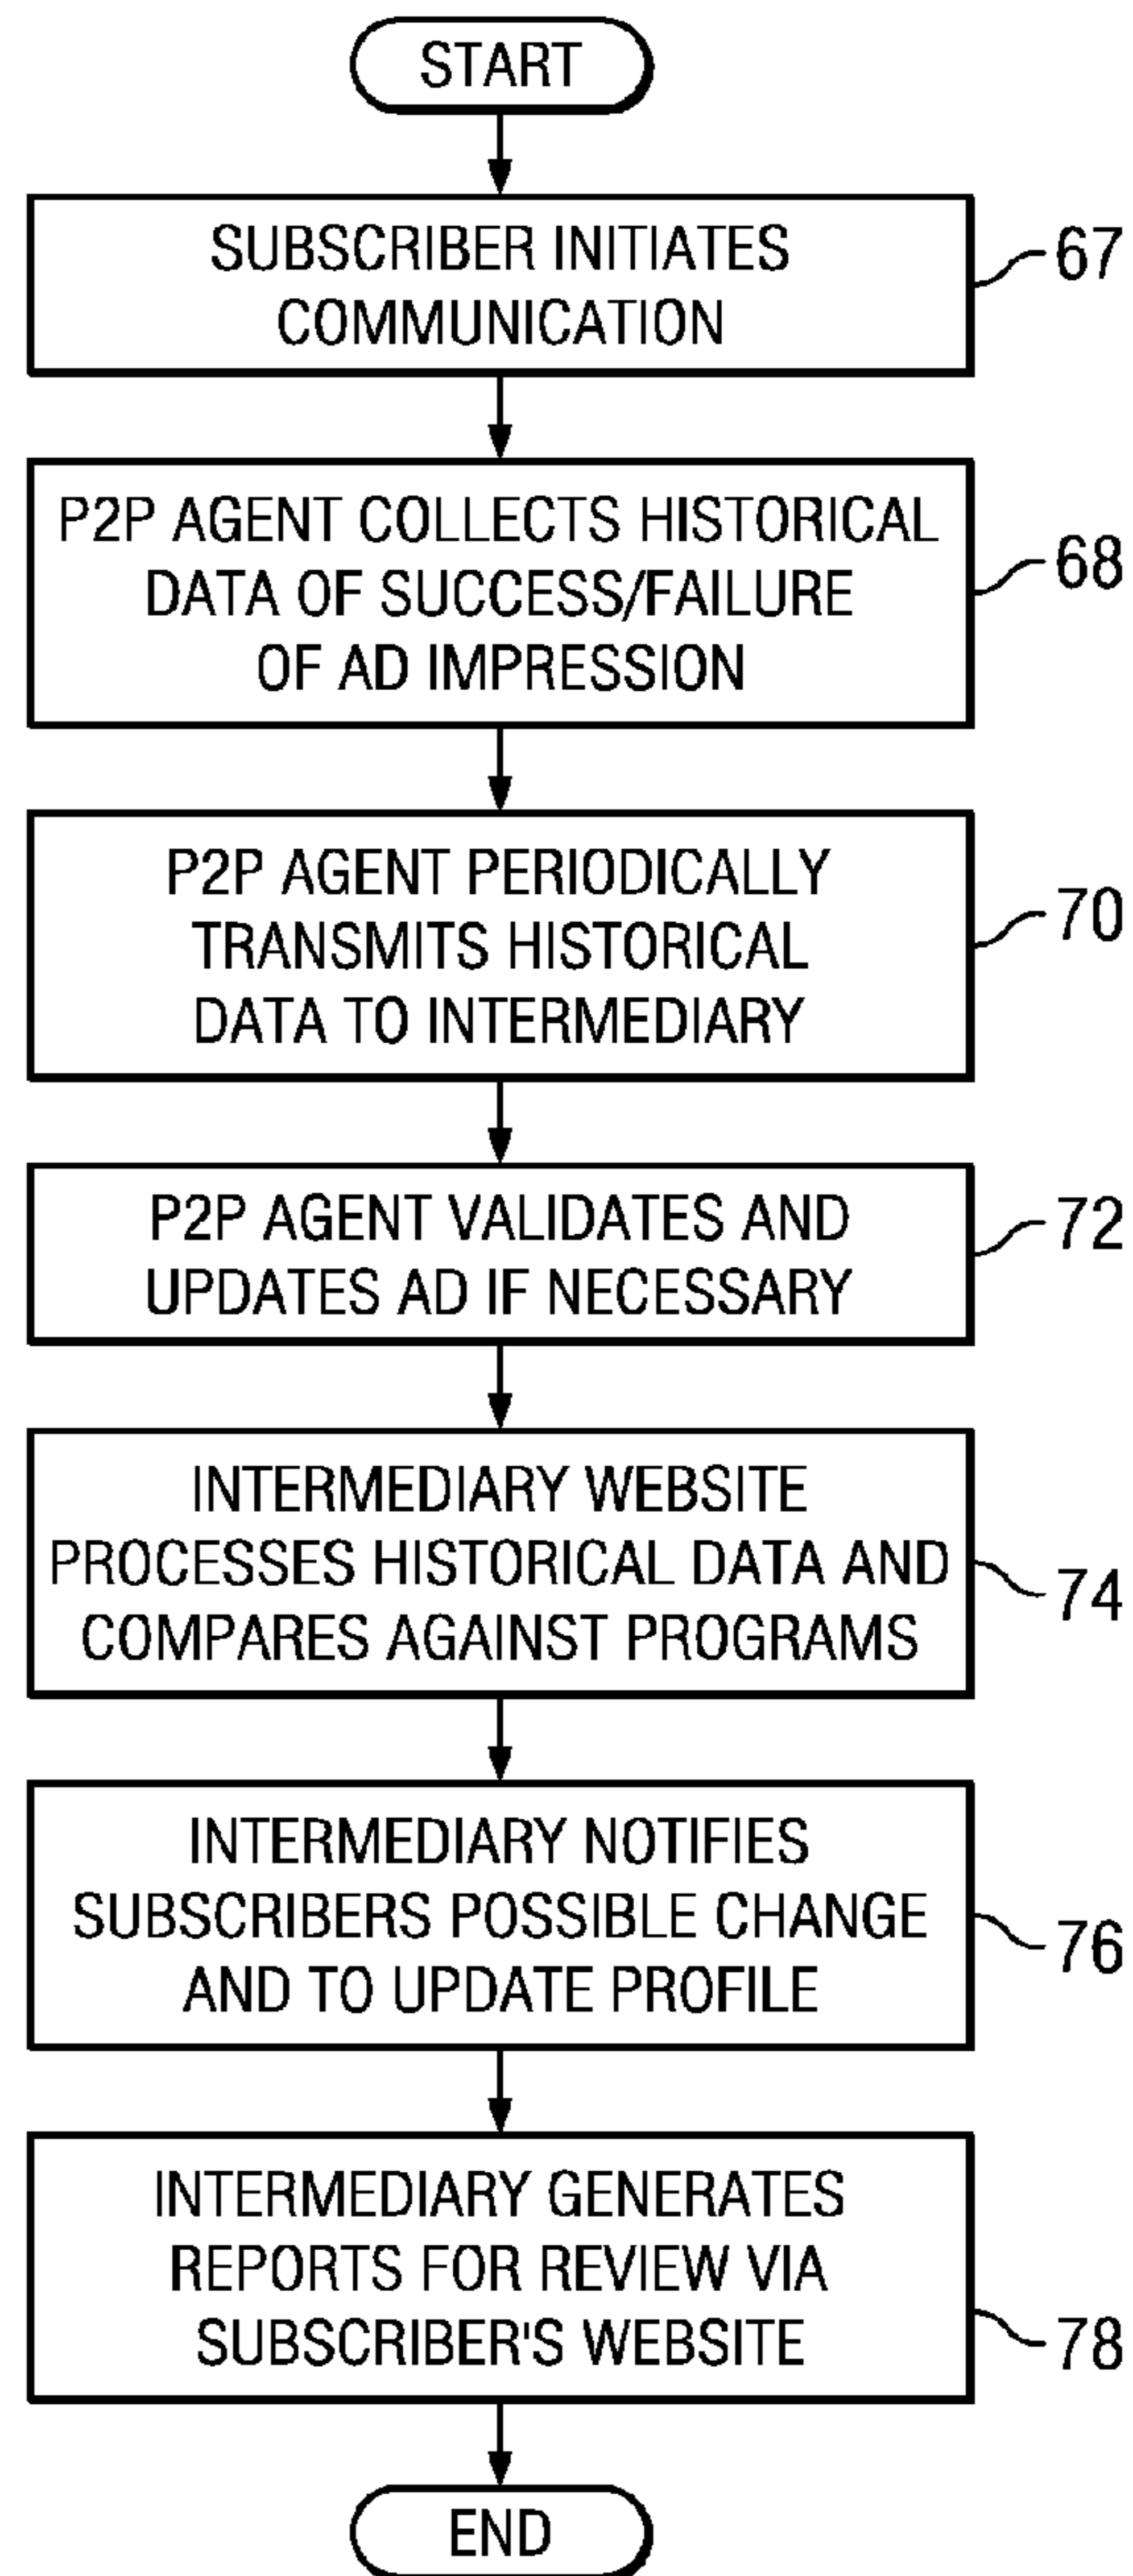 START
SUBSCRIBER INITIATES
COMMUNICATION
67
P2P AGENT COLLECTS HISTORICAL
DATA OF SUCCESS/FAILURE
OF AD IMPRESSION
68
P2P AGENT PERIODICALLY
TRANSMITS HISTORICAL
DATA TO INTERMEDIARY
70
P2P AGENT VALIDATES AND
UPDATES AD IF NECESSARY
72
INTERMEDIARY WEBSITE
PROCESSES HISTORICAL DATA AND
COMPARES AGAINST PROGRAMS
74
INTERMEDIARY NOTIFIES
SUBSCRIBERS POSSIBLE CHANGE
AND TO UPDATE PROFILE
76
INTERMEDIARY GENERATES
REPORTS FOR REVIEW VIA
SUBSCRIBER'S WEBSITE
78
END